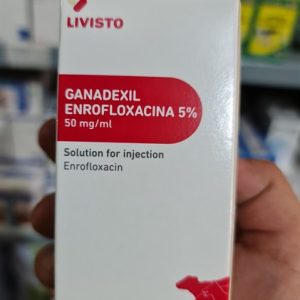 LIVISTO
GANADEXIL
ENROFLOXACINA 5%
50 mg/ml
Solution for injection
Enrofloxacin